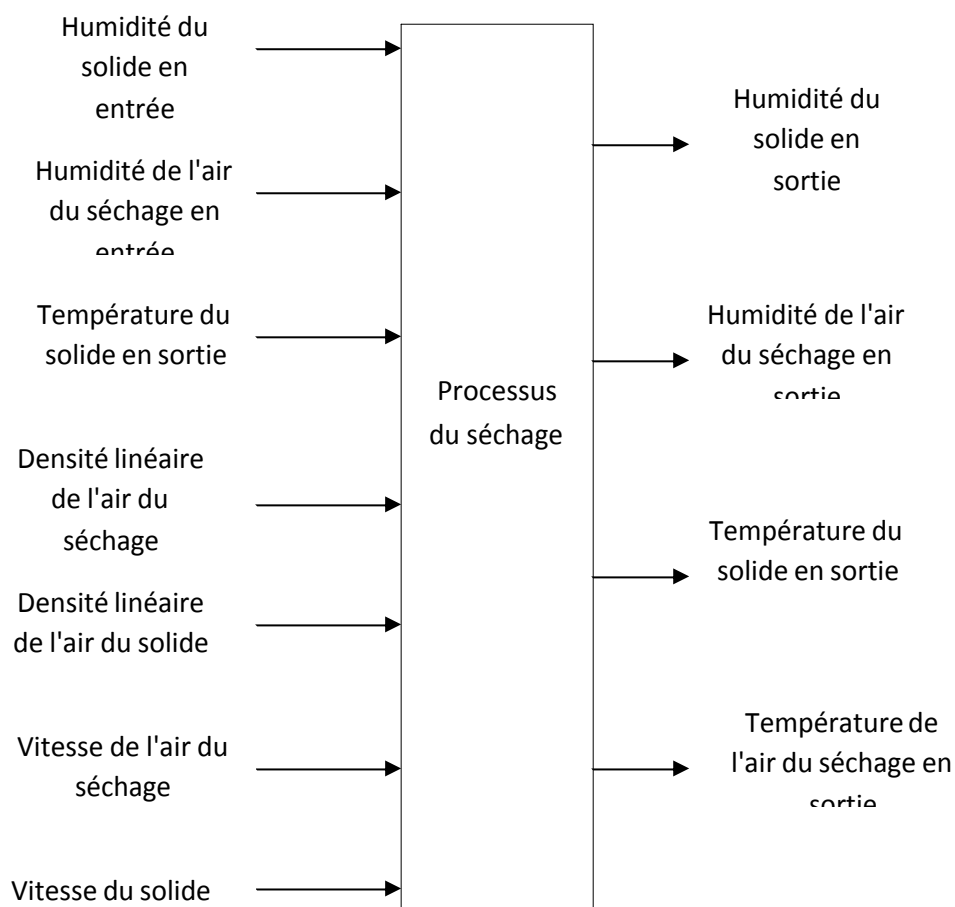 Humidité du
solide en
entrée
Humidité de l'air
du séchage en
entrée
Température du
solide en sortie
Densité linéaire
de l'air du
séchage
Densité linéaire
de l'air du solide
Vitesse de l'air du
séchage
Vitesse du solide
Processus
du séchage
Humidité du
solide en
sortie
Humidité de l'air
du séchage en
sortie
Température du
solide en sortie
Température de
l'air du séchage en
sortie